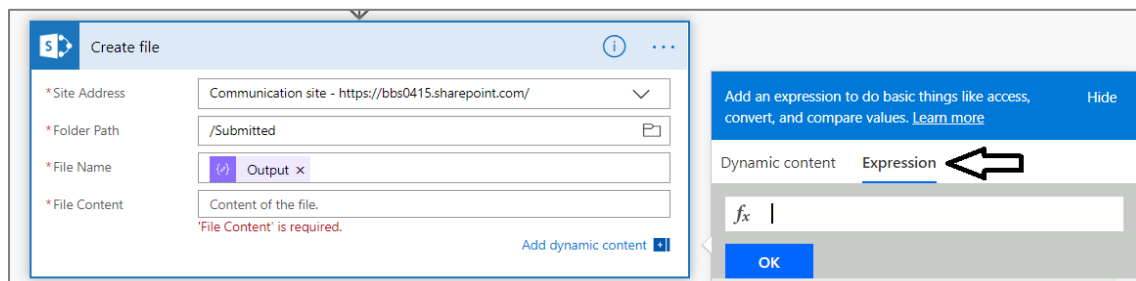 S
Create file
i
...
*Site Address
Communication site - https://bbs0415.sharepoint.com/
*Folder Path
/Submitted
*File Name
Output ×
*File Content
Content of the file.
'File Content' is required.
Add dynamic content +
Add an expression to do basic things like access,
convert, and compare values. Learn more
Hide
Dynamic content Expression
fx
OK